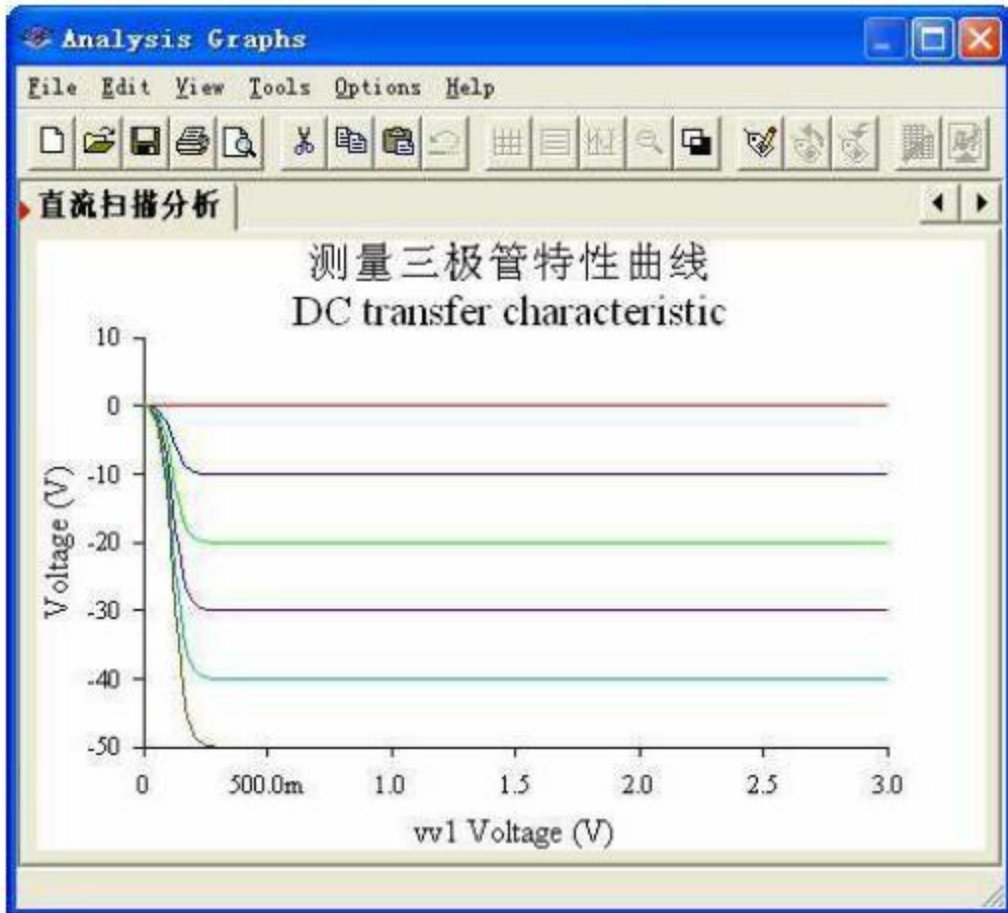 Analysis Graphs
File Edit View Tools Options Help
直流扫描分析
测量三极管特性曲线
DC transfer characteristic
10
0
-10
-20
-30
-40
-50
Voltage (V)
0 500.0m 1.0 1.5 2.0 2.5 3.0
vv1 Voltage (V)